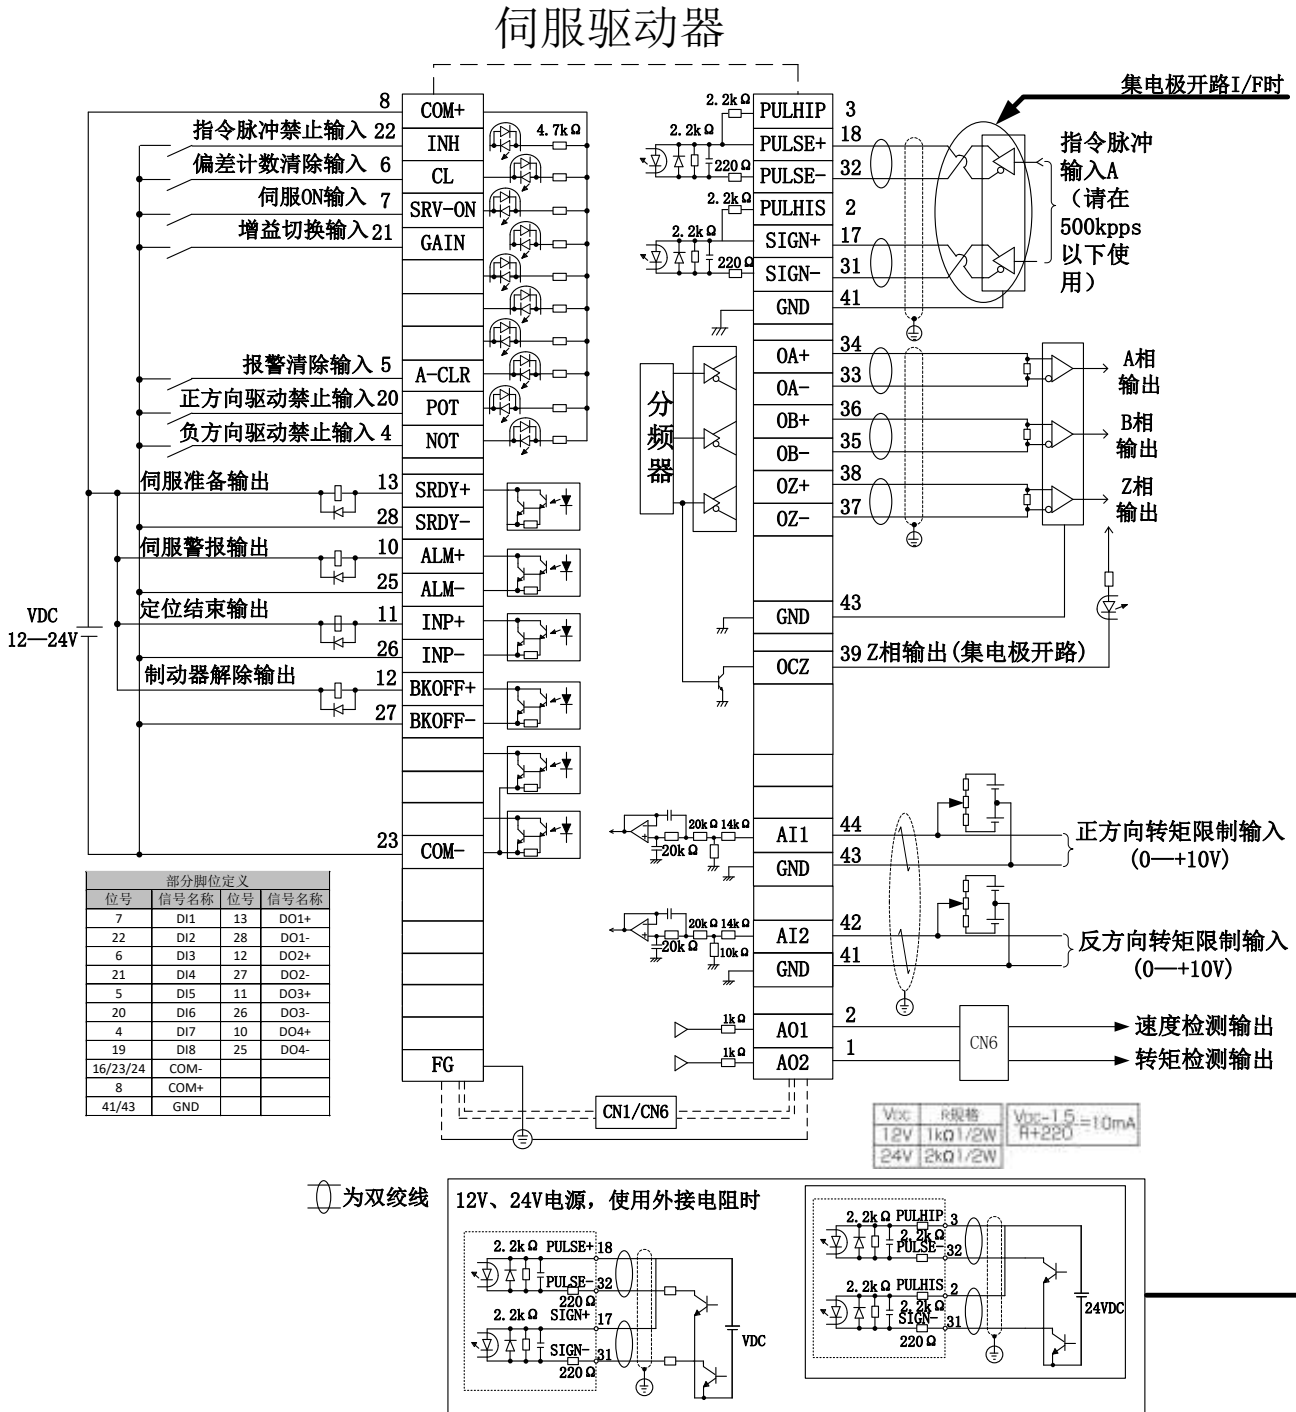 伺服驱动器
集电极开路I/F时
8 COM+
指令脉冲禁止输入 22 INH
4.7kΩ
偏差计数清除输入 6 CL
伺服ON输入 7 SRV-ON
增益切换输入 21 GAIN
报警清除输入 5 A-CLR
正方向驱动禁止输入 20 POT
负方向驱动禁止输入 4 NOT
伺服准备输出 13 SRDY+
28 SRDY-
伺服警报输出 10 ALM+
25 ALM-
定位结束输出 11 INP+
26 INP-
制动器解除输出 12 BKOFF+
27 BKOFF-
VDC
12—24V
23 COM-
FG
2.2kΩ PULHIP 3
2.2kΩ PULSE+ 18
220Ω PULSE- 32
2.2kΩ PULHIS 2
2.2kΩ SIGN+ 17
220Ω SIGN- 31
GND 41
指令脉冲
输入A
（请在
500kpps
以下使
用）
分频器
OA+ 34
OA- 33
A相
输出
OB+ 36
OB- 35
B相
输出
OZ+ 38
OZ- 37
Z相
输出
GND 43
OCZ 39 Z相输出(集电极开路)
20kΩ 14kΩ AI1 44
20kΩ
GND 43
正方向转矩限制输入
(0—+10V)
20kΩ 14kΩ AI2 42
20kΩ 10kΩ
GND 41
反方向转矩限制输入
(0—+10V)
1kΩ AO1 2
速度检测输出
1kΩ AO2 1
转矩检测输出
CN6
CN1/CN6
部分脚位定义
位号 信号名称 位号 信号名称
7 DI1 13 DO1+
22 DI2 28 DO1-
6 DI3 12 DO2+
21 DI4 27 DO2-
5 DI5 11 DO3+
20 DI6 26 DO3-
4 DI7 10 DO4+
19 DI8 25 DO4-
16/23/24 COM-
8 COM+
41/43 GND
VDC R规格
12V 1kΩ1/2W
24V 2kΩ1/2W
VDC-1.5
R+220
=10mA
为双绞线
12V、24V电源，使用外接电阻时
2.2kΩ PULSE+ 18
PULSE- 32
220Ω
2.2kΩ SIGN+ 17
SIGN- 31
220Ω
VDC
2.2kΩ PULHIP 3
2.2kΩ
PULSE- 32
2.2kΩ PULHIS 2
2.2kΩ
SIGN- 31
220Ω
24VDC